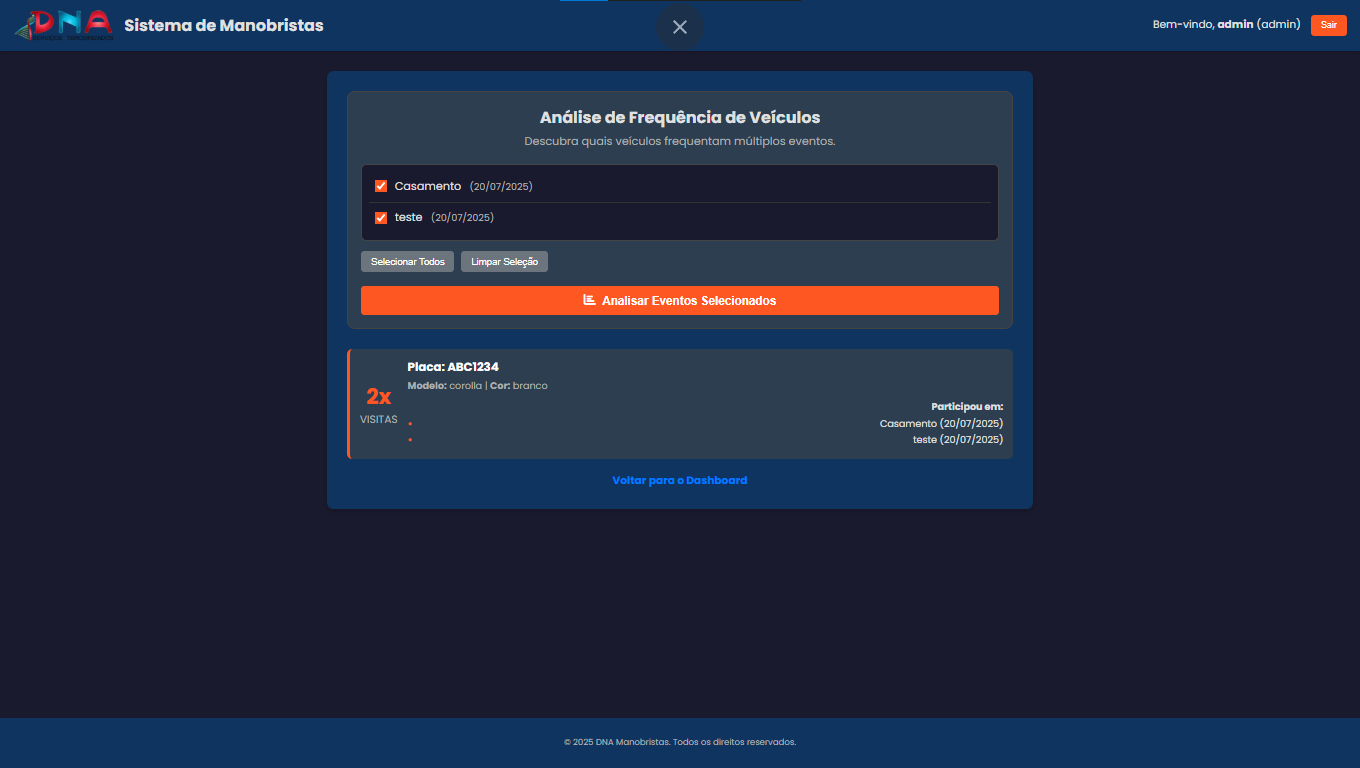 DNA
Sistema de Manobristas
Bem-vindo, admin (admin)
Sair
Análise de Frequência de Veículos
Descubra quais veículos frequentam múltiplos eventos.
Casamento (20/07/2025)
teste (20/07/2025)
Selecionar Todos
Limpar Seleção
Analisar Eventos Selecionados
2x
VISITAS
Placa: ABC1234
Modelo: corolla | Cor: branco
Participou em:
Casamento (20/07/2025)
teste (20/07/2025)
Voltar para o Dashboard
© 2025 DNA Manobristas. Todos os direitos reservados.